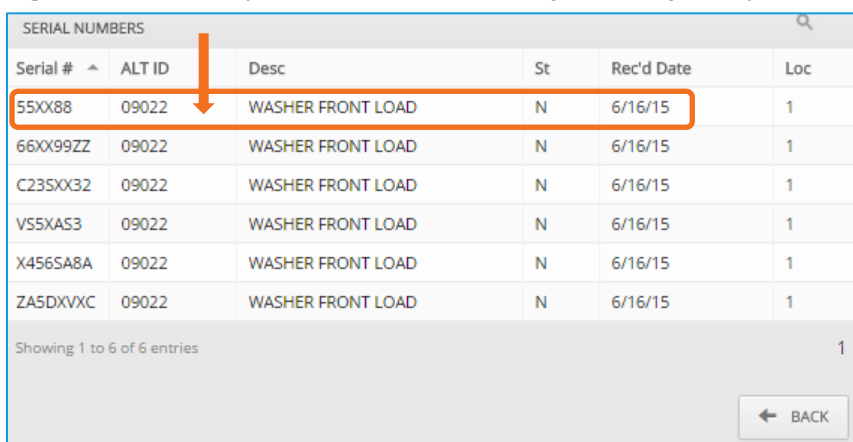 SERIAL NUMBERS
Serial # ALT ID Desc St Rec'd Date Loc
55XX88 09022 WASHER FRONT LOAD N 6/16/15 1
66XX99ZZ 09022 WASHER FRONT LOAD N 6/16/15 1
C23SXX32 09022 WASHER FRONT LOAD N 6/16/15 1
VS5XAS3 09022 WASHER FRONT LOAD N 6/16/15 1
X456SA8A 09022 WASHER FRONT LOAD N 6/16/15 1
ZA5DXVXC 09022 WASHER FRONT LOAD N 6/16/15 1
Showing 1 to 6 of 6 entries 1
BACK